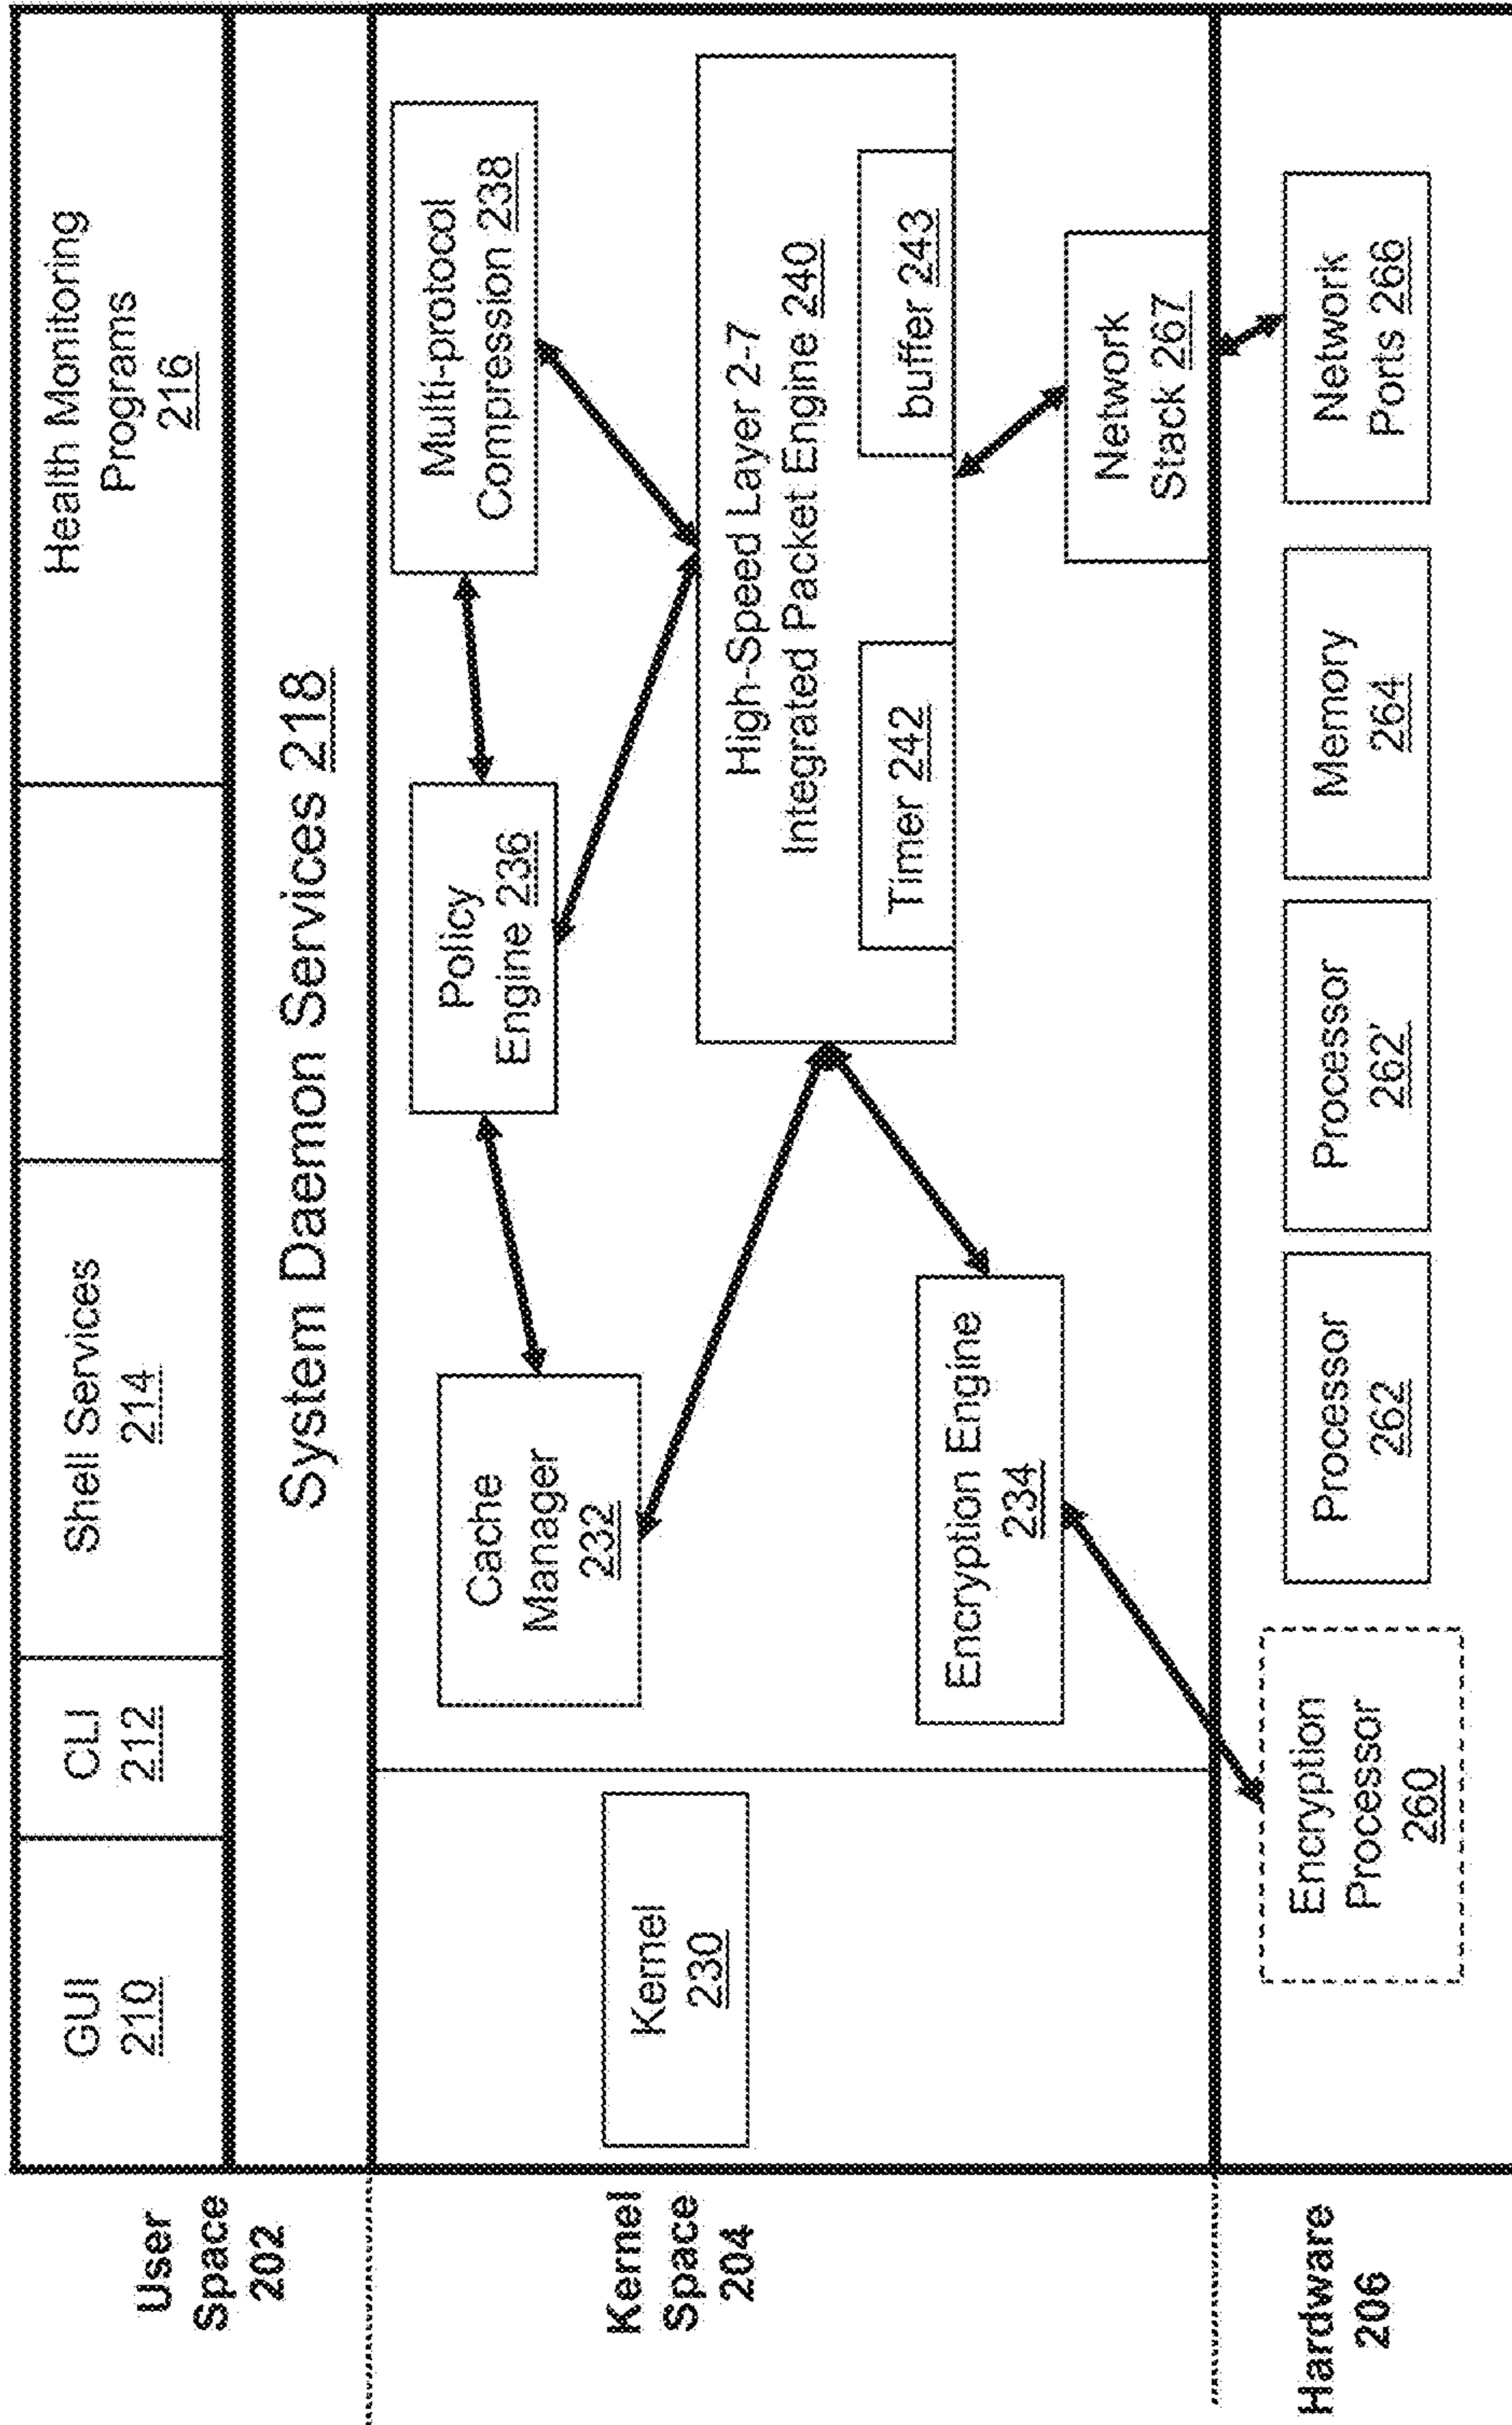 User
Space
202
GUI
210
CLI
212
Shell Services
214
Health Monitoring
Programs
216
System Daemon Services 218
Kernel
Space
204
Kernel
230
Cache
Manager
232
Policy
Engine 236
Multi-protocol
Compression 238
High-Speed Layer 2-7
Integrated Packet Engine 240
Timer 242
buffer 243
Encryption Engine
234
Network
Stack 267
Hardware
206
Encryption
Processor
260
Processor
262
Processor
262'
Memory
264
Network
Ports 266